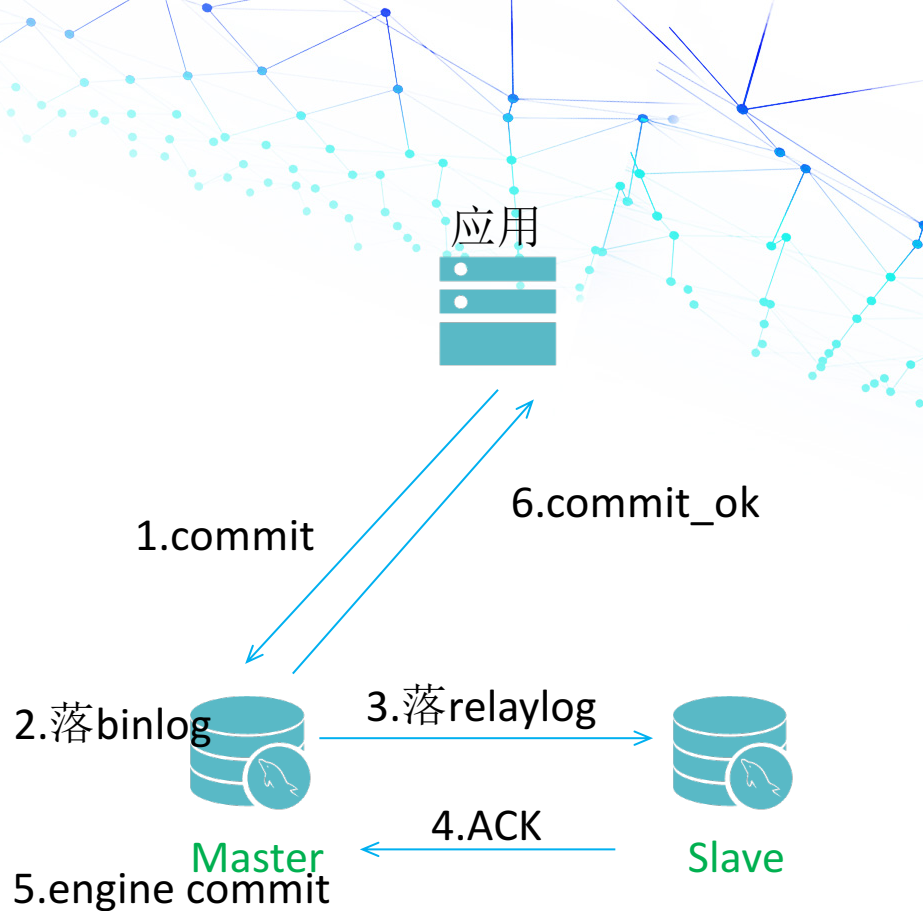 应用
6.commit_ok
1.commit
3.落relaylog
2.落binlog
4.ACK
Master
Slave
5.engine commit